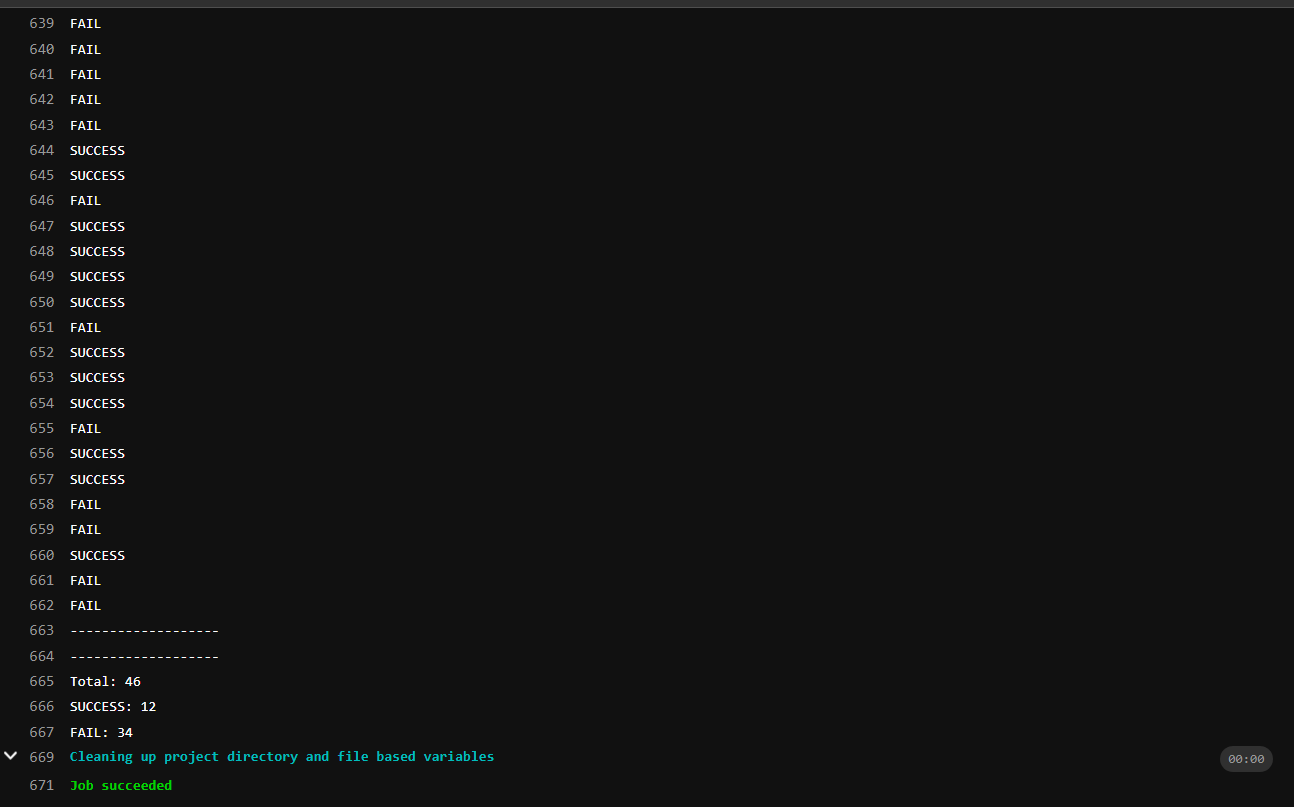 639 FAIL
640 FAIL
641 FAIL
642 FAIL
643 FAIL
644 SUCCESS
645 SUCCESS
646 FAIL
647 SUCCESS
648 SUCCESS
649 SUCCESS
650 SUCCESS
651 FAIL
652 SUCCESS
653 SUCCESS
654 SUCCESS
655 FAIL
656 SUCCESS
657 SUCCESS
658 FAIL
659 FAIL
660 SUCCESS
661 FAIL
662 FAIL
663 -------------------
664 -------------------
665 Total: 46
666 SUCCESS: 12
667 FAIL: 34
669 Cleaning up project directory and file based variables 00:00
671 Job succeeded